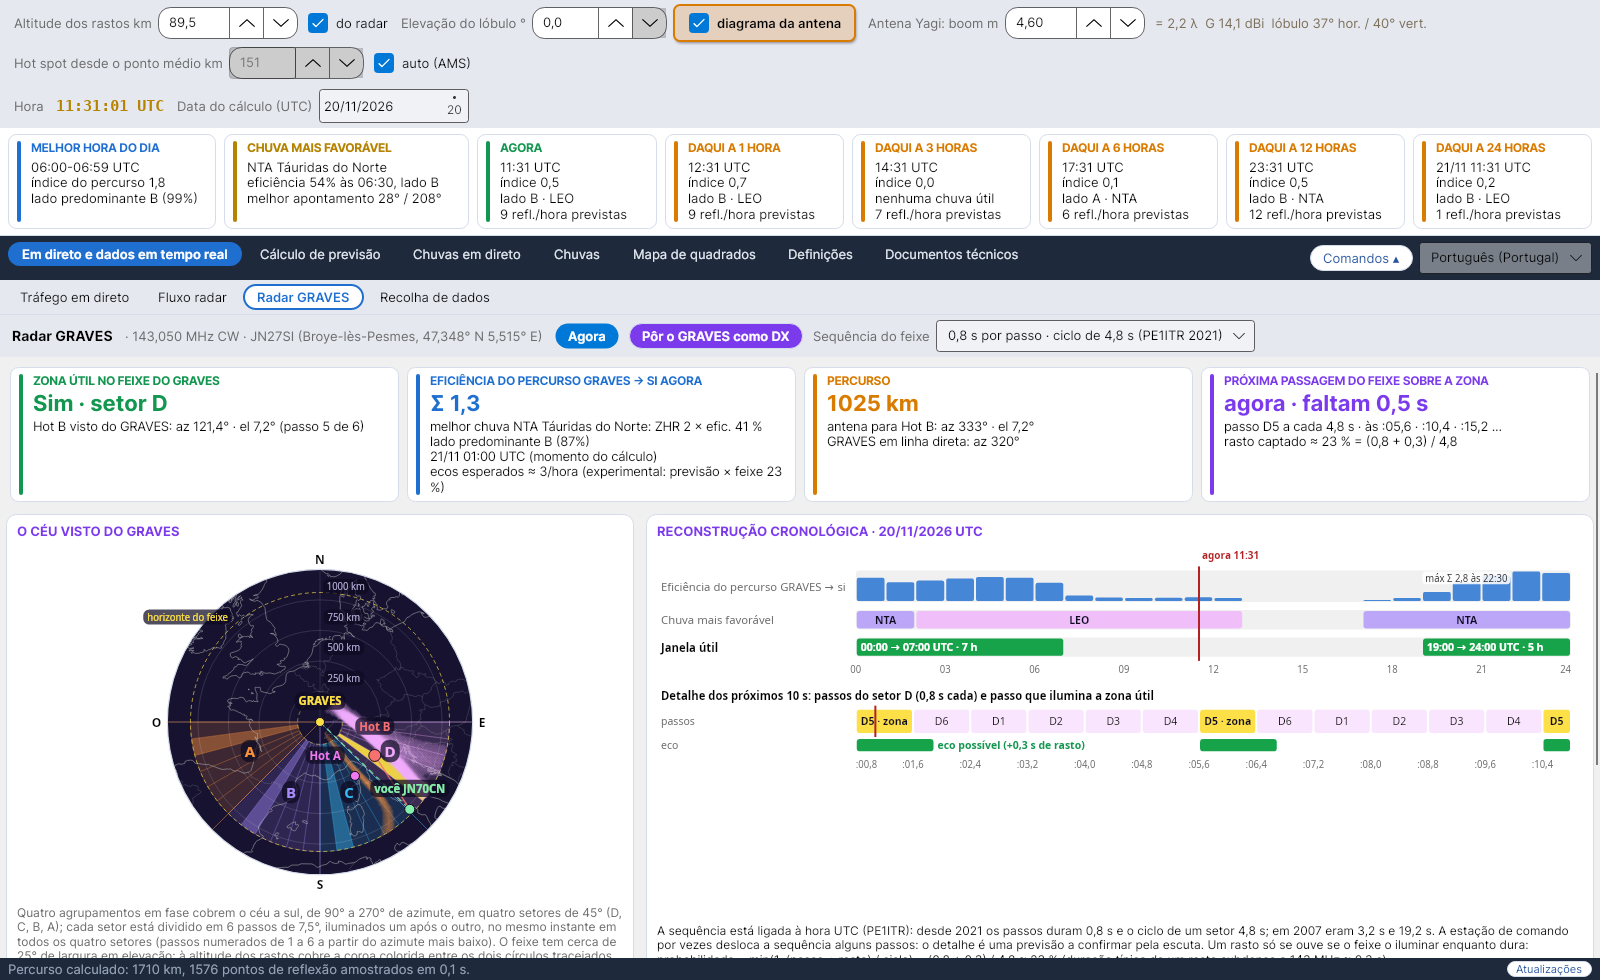 Altitude dos rastos km 89,5 do radar Elevação do lóbulo ° 0,0 diagrama da antena Antena Yagi: boom m 4,60 = 2,2 λ G 14,1 dBi lóbulo 37° hor. / 40° vert.
Hot spot desde o ponto médio km 151 auto (AMS)
Hora 11:31:01 UTC Data do cálculo (UTC) 20/11/2026 20
MELHOR HORA DO DIA
06:00-06:59 UTC
índice do percurso 1,8
lado predominante B (99%)
CHUVA MAIS FAVORÁVEL
NTA Táuridas do Norte
eficiência 54% às 06:30, lado B
melhor apontamento 28° / 208°
AGORA
11:31 UTC
índice 0,5
lado B · LEO
9 refl./hora previstas
DAQUI A 1 HORA
12:31 UTC
índice 0,7
lado B · LEO
9 refl./hora previstas
DAQUI A 3 HORAS
14:31 UTC
índice 0,0
nenhuma chuva útil
7 refl./hora previstas
DAQUI A 6 HORAS
17:31 UTC
índice 0,1
lado A · NTA
6 refl./hora previstas
DAQUI A 12 HORAS
23:31 UTC
índice 0,5
lado B · NTA
12 refl./hora previstas
DAQUI A 24 HORAS
21/11 11:31 UTC
índice 0,2
lado B · LEO
1 refl./hora previstas
Em direto e dados em tempo real Cálculo de previsão Chuvas em direto Chuvas Mapa de quadrados Definições Documentos técnicos Comandos ▴ Português (Portugal)
Tráfego em direto Fluxo radar Radar GRAVES Recolha de dados
Radar GRAVES · 143,050 MHz CW · JN27SI (Broye-lès-Pesmes, 47,348° N 5,515° E) Agora Pôr o GRAVES como DX Sequência do feixe 0,8 s por passo · ciclo de 4,8 s (PE1ITR 2021)
ZONA ÚTIL NO FEIXE DO GRAVES
Sim · setor D
Hot B visto do GRAVES: az 121,4° · el 7,2° (passo 5 de 6)
EFICIÊNCIA DO PERCURSO GRAVES → SI AGORA
Σ 1,3
melhor chuva NTA Táuridas do Norte: ZHR 2 × efic. 41 %
lado predominante B (87%)
21/11 01:00 UTC (momento do cálculo)
ecos esperados ≈ 3/hora (experimental: previsão × feixe 23
%)
PERCURSO
1025 km
antena para Hot B: az 333° · el 7,2°
GRAVES em linha direta: az 320°
PRÓXIMA PASSAGEM DO FEIXE SOBRE A ZONA
agora · faltam 0,5 s
passo D5 a cada 4,8 s · às :05,6 · :10,4 · :15,2 ...
rasto captado ≈ 23 % = (0,8 + 0,3) / 4,8
O CÉU VISTO DO GRAVES
N
1000 km
horizonte do feixe
750 km
500 km
250 km
GRAVES
O
E
Hot B
Hot A
D
A
B
C
você JN70CN
S
Quatro agrupamentos em fase cobrem o céu a sul, de 90° a 270° de azimute, em quatro setores de 45° (D,
C, B, A); cada setor está dividido em 6 passos de 7,5°, iluminados um após o outro, no mesmo instante em
todos os quatro setores (passos numerados de 1 a 6 a partir do azimute mais baixo). O feixe tem cerca de
25° de largura em elevação: à altitude dos rastos cobre a coroa colorida entre os dois círculos tracejados.
RECONSTRUÇÃO CRONOLÓGICA · 20/11/2026 UTC
agora 11:31
Eficiência do percurso GRAVES → si
máx Σ 2,8 às 22:30
Chuva mais favorável NTA LEO NTA
Janela útil 00:00 → 07:00 UTC · 7 h 19:00 → 24:00 UTC · 5 h
00 03 06 09 12 15 18 21 24
Detalhe dos próximos 10 s: passos do setor D (0,8 s cada) e passo que ilumina a zona útil
passos D5 · zona D6 D1 D2 D3 D4 D5 · zona D6 D1 D2 D3 D4 D5
eco eco possível (+0,3 s de rasto)
:00,8 :01,6 :02,4 :03,2 :04,0 :04,8 :05,6 :06,4 :07,2 :08,0 :08,8 :09,6 :10,4
A sequência está ligada à hora UTC (PE1ITR): desde 2021 os passos duram 0,8 s e o ciclo de um setor 4,8 s; em 2007 eram 3,2 s e 19,2 s. A estação de comando
por vezes desloca a sequência alguns passos: o detalhe é uma previsão a confirmar pela escuta. Um rasto só se ouve se o feixe o iluminar enquanto dura:
Percurso calculado: 1710 km, 1576 pontos de reflexão amostrados em 0,1 s.
Atualizações